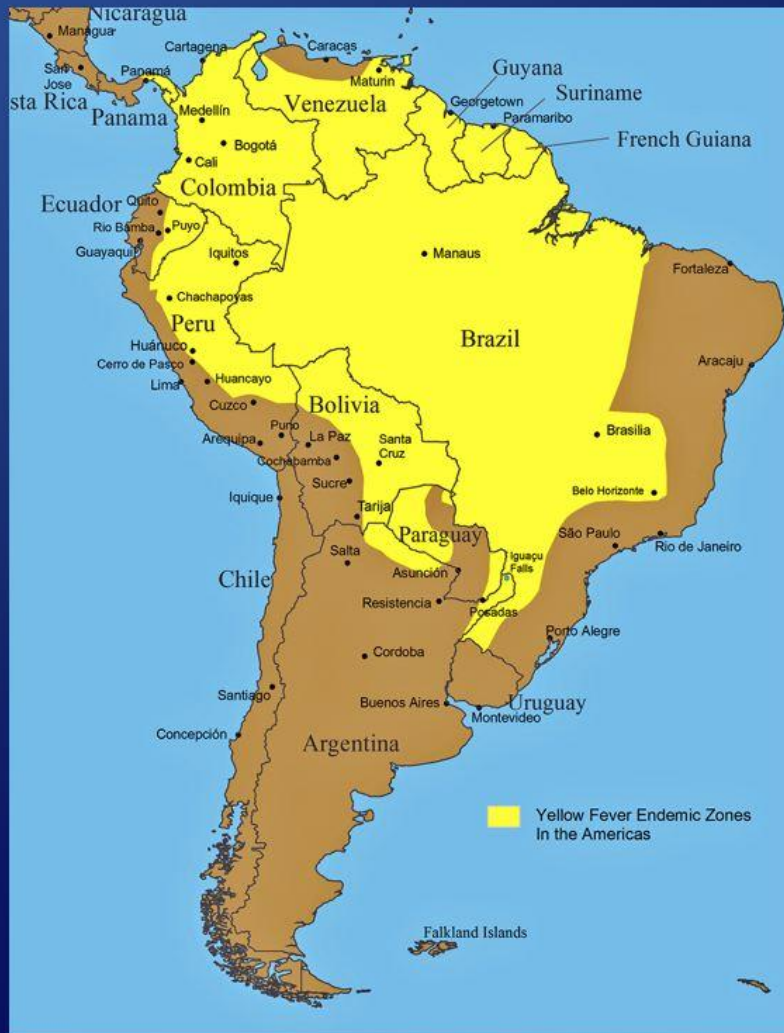 Nicaragua
Managua
Cartagena
Caracas
San
Jose
Panamá
Maturin
Guyana
sta Rica
Venezuela
Georgetown
Suriname
Panama
Medellín
Paramaribo
Bogotá
French Guiana
Cali
Colombia
Ecuador
Quito
Rio Bamba
Puyo
Guayaqui
Iquitos
Manaus
Fortaleza
Chachapoyas
Peru
Brazil
Huánuco
Cerro de Pasco
Aracaju
Lima
Huancayo
Bolivia
Cuzco
Puno
Brasilia
Arequipa
La Paz
Santa
Cruz
Cochebamba
Sucre
Belo Horizonte
Iquique
Tarija
Paraguay
São Paulo
Rio de Janeiro
Salta
Iguaçu
Falls
Asunción
Chile
Resistencia
Posadas
Porto Alegre
Cordoba
Santiago
Buenos Aires
Uruguay
Montevideo
Concepción
Argentina
Yellow Fever Endemic Zones
In the Americas
Falkland Islands